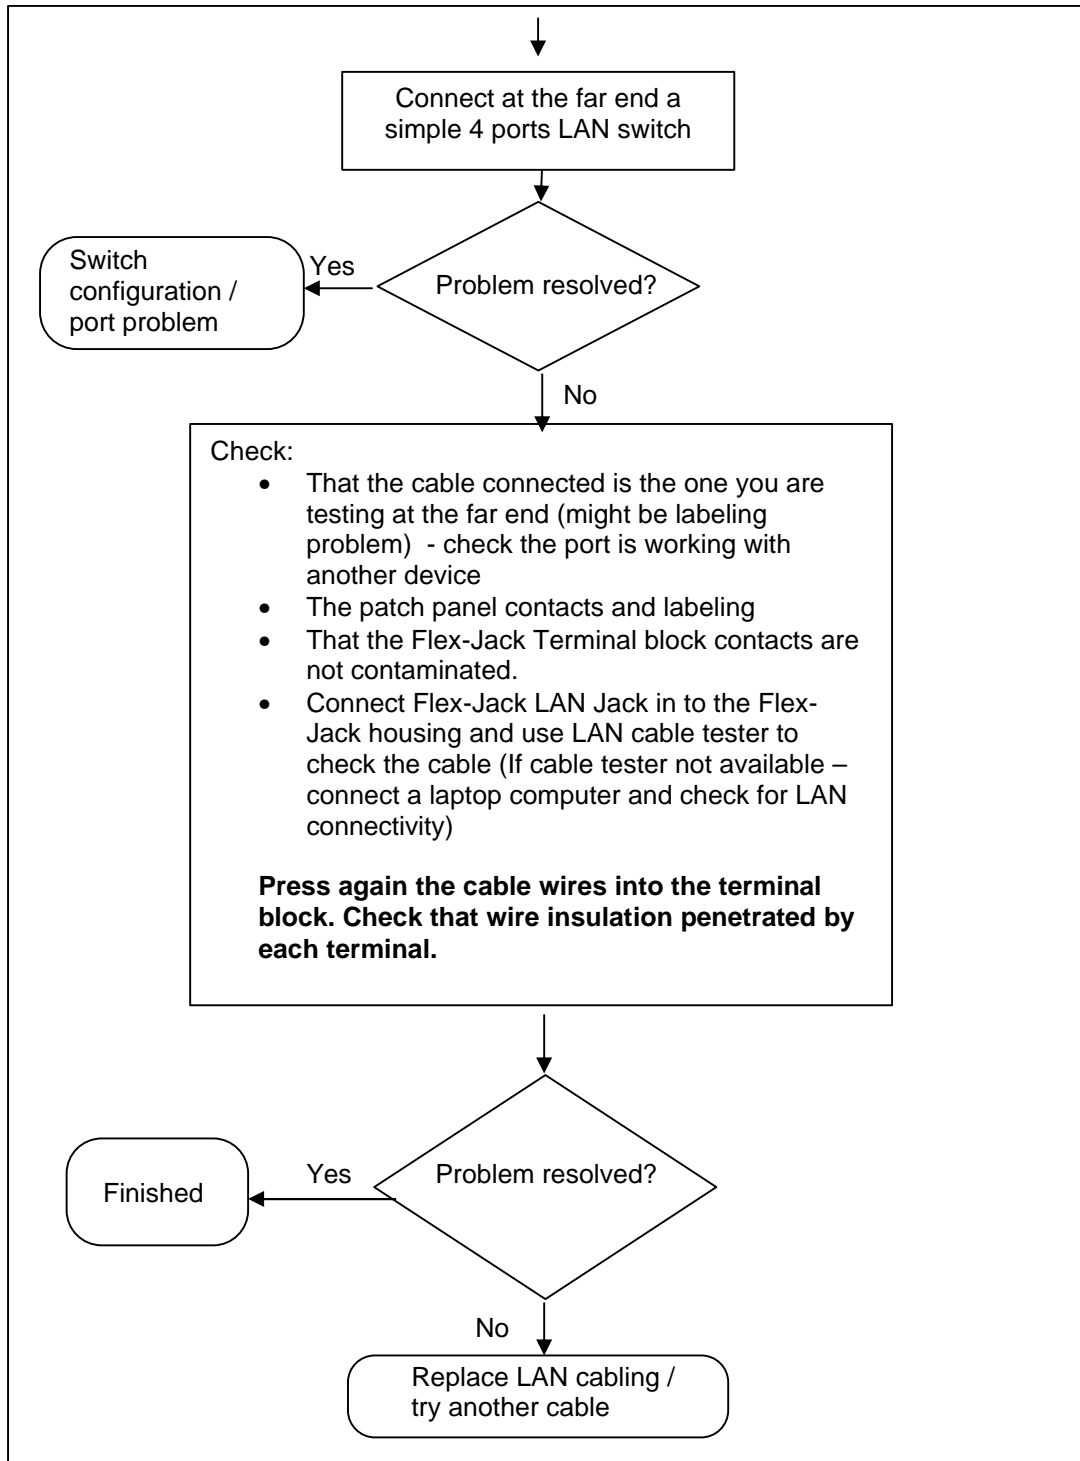 Connect at the far end a
simple 4 ports LAN switch
Problem resolved?
Yes
Switch
configuration /
port problem
No
Check:
• That the cable connected is the one you are
testing at the far end (might be labeling
problem)  - check the port is working with
another device
• The patch panel contacts and labeling
• That the Flex-Jack Terminal block contacts are
not contaminated.
• Connect Flex-Jack LAN Jack in to the Flex-
Jack housing and use LAN cable tester to
check the cable (If cable tester not available –
connect a laptop computer and check for LAN
connectivity)
Press again the cable wires into the terminal
block. Check that wire insulation penetrated by
each terminal.
Problem resolved?
Yes
Finished
No
Replace LAN cabling /
try another cable